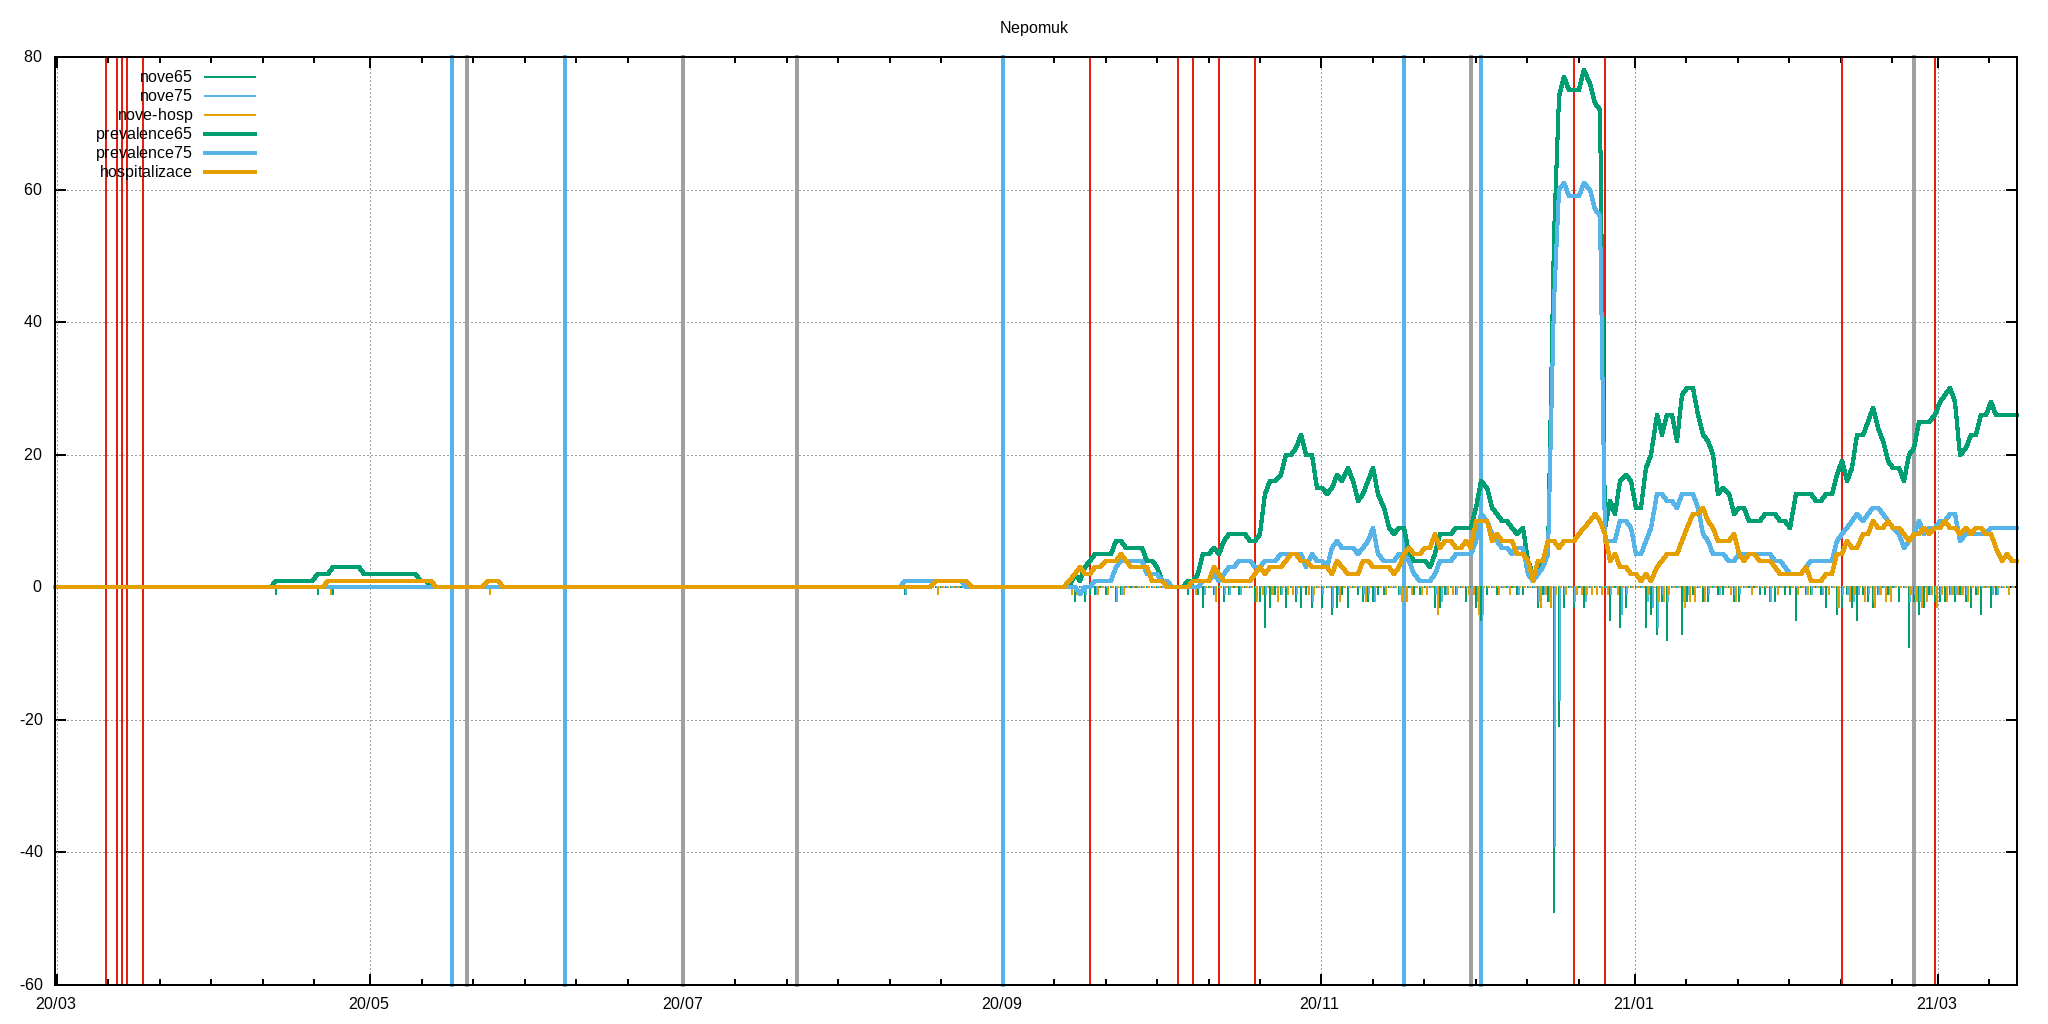 Nepomuk
80
60
40
20
0
-20
-40
-60
nove65
nove75
nove-hosp
prevalence65
prevalence75
hospitalizace
20/03 20/05 20/07 20/09 20/11 21/01 21/03